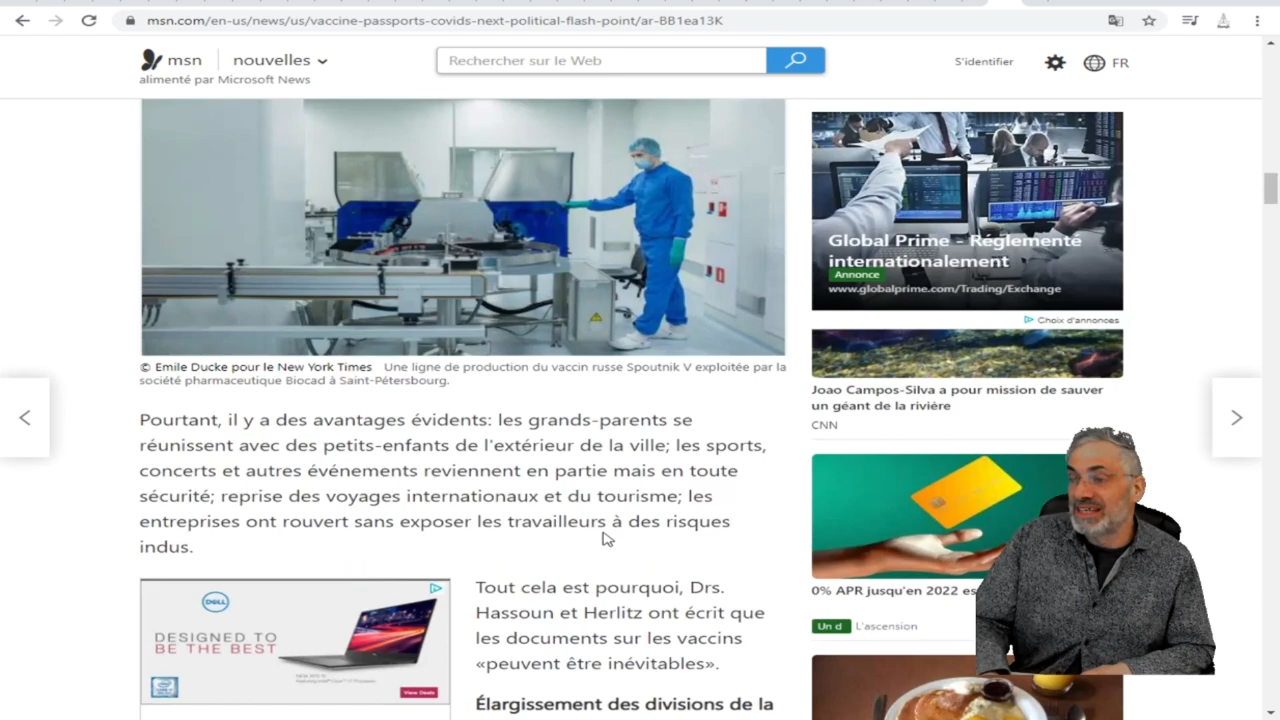 msn.com/en-us/news/us/vaccine-passports-covids-next-political-flash-point/ar-BB1ea13K
msn
nouvelles
alimenté par Microsoft News
Rechercher sur le Web
S'identifier
FR
© Emile Ducke pour le New York Times Une ligne de production du vaccin russe Spoutnik V exploitée par la
société pharmaceutique Biocad à Saint-Pétersbourg.
Pourtant, il y a des avantages évidents: les grands-parents se
réunissent avec des petits-enfants de l'extérieur de la ville; les sports,
concerts et autres événements reviennent en partie mais en toute
sécurité; reprise des voyages internationaux et du tourisme; les
entreprises ont rouvert sans exposer les travailleurs à des risques
indus.
DELL
DESIGNED TO
BE THE BEST
View Deals
Tout cela est pourquoi, Drs.
Hassoun et Herlitz ont écrit que
les documents sur les vaccins
«peuvent être inévitables».
Élargissement des divisions de la
Global Prime - Réglementé
internationalement
Annonce
www.globalprime.com/Trading/Exchange
Choix d'annonces
Joao Campos-Silva a pour mission de sauver
un géant de la rivière
CNN
0% APR jusqu'en 2022 es
Un d
L'ascension